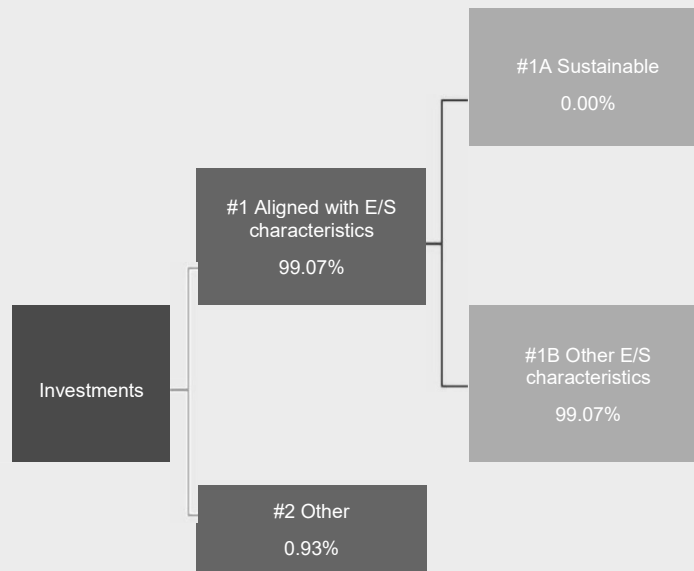 #1A Sustainable
0.00%
#1 Aligned with E/S
characteristics
99.07%
Investments
#1B Other E/S
characteristics
99.07%
#2 Other
0.93%